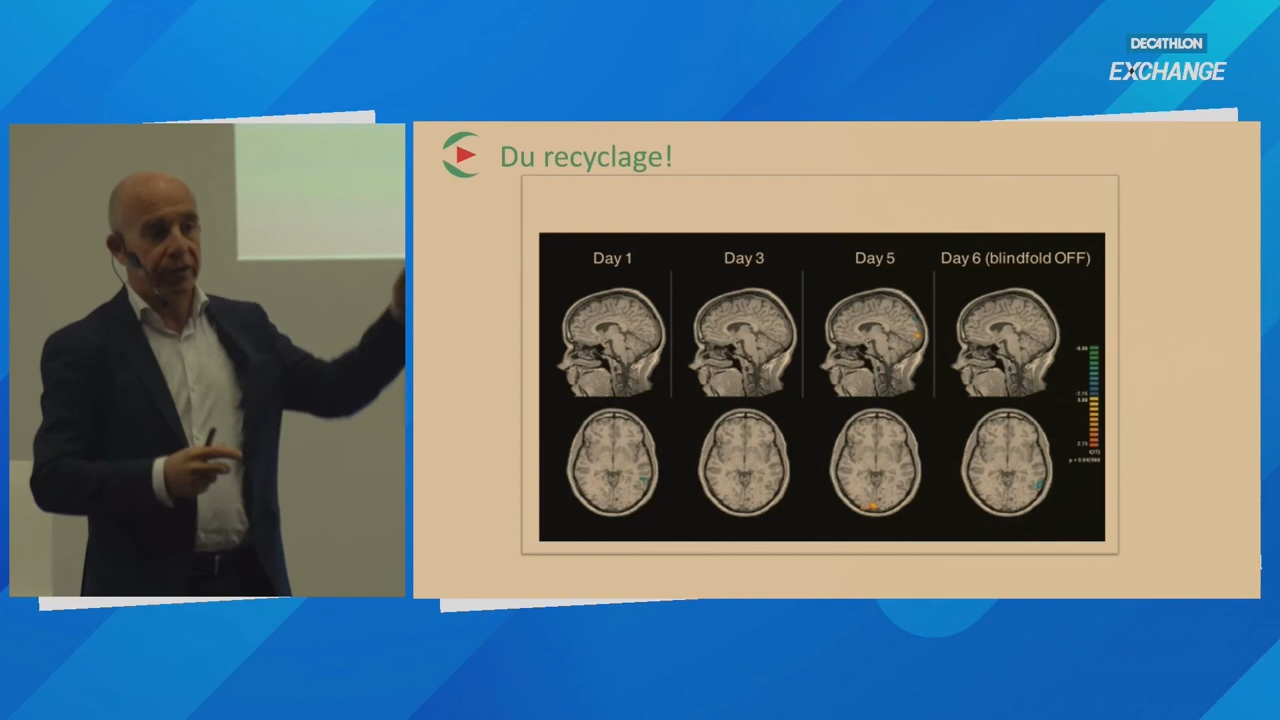 DECATHLON
EXCHANGE
Du recyclage!
Day 1
Day 3
Day 5
Day 6 (blindfold OFF)